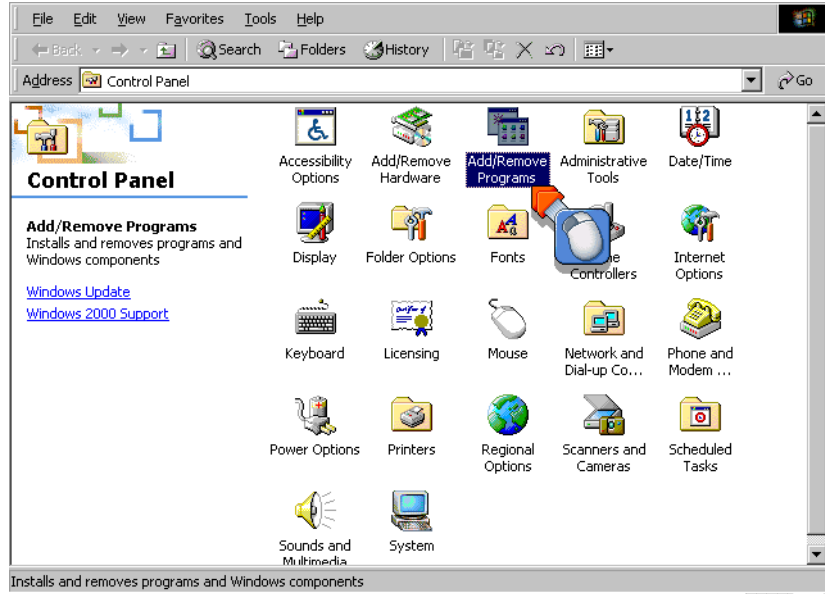 File Edit View Favorites Tools Help
Back Search Folders History
Address Control Panel Go
Control Panel
Add/Remove Programs
Installs and removes programs and
Windows components
Windows Update
Windows 2000 Support
Accessibility
Options
Add/Remove
Hardware
Add/Remove
Programs
Administrative
Tools
Date/Time
Display
Folder Options
Fonts
Controllers
Internet
Options
Keyboard
Licensing
Mouse
Network and
Dial-up Co...
Phone and
Modem ...
Power Options
Printers
Regional
Options
Scanners and
Cameras
Scheduled
Tasks
Sounds and
Multimedia
System
Installs and removes programs and Windows components